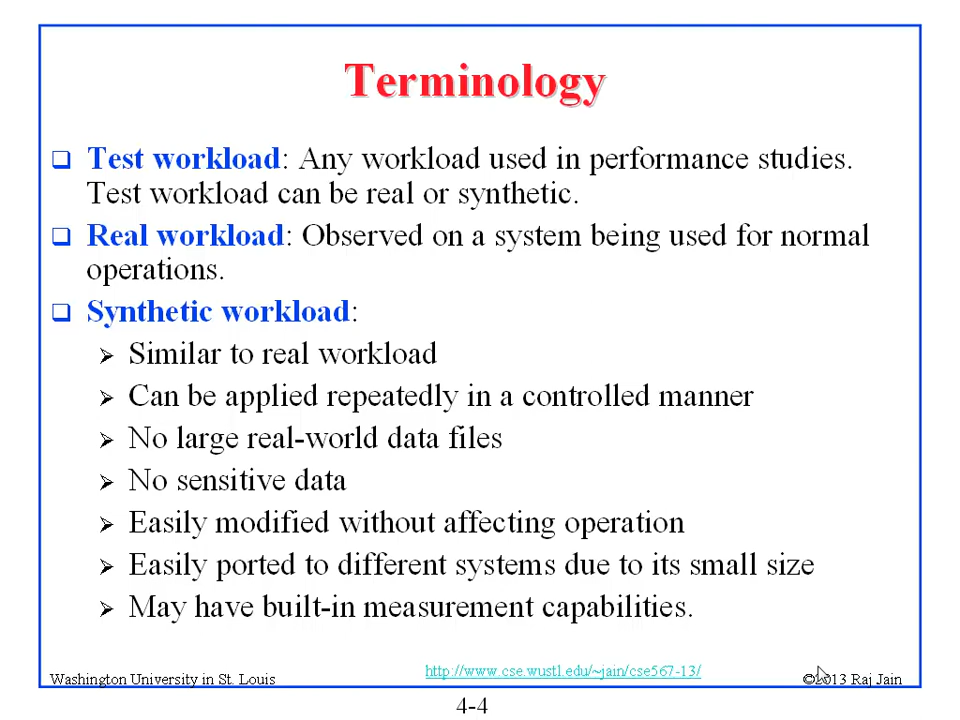 Terminology
Test workload: Any workload used in performance studies.
Test workload can be real or synthetic.
Real workload: Observed on a system being used for normal
operations.
Synthetic workload:
Similar to real workload
Can be applied repeatedly in a controlled manner
No large real-world data files
No sensitive data
Easily modified without affecting operation
Easily ported to different systems due to its small size
May have built-in measurement capabilities.
Washington University in St. Louis
http://www.cse.wustl.edu/~jain/cse567-13/
©2013 Raj Jain
4-4